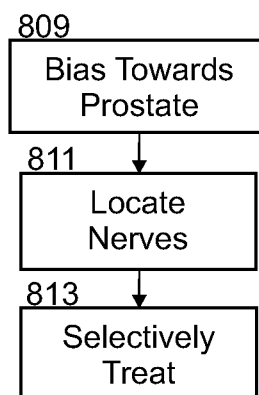 809
Bias Towards
Prostate
811
Locate
Nerves
813
Selectively
Treat